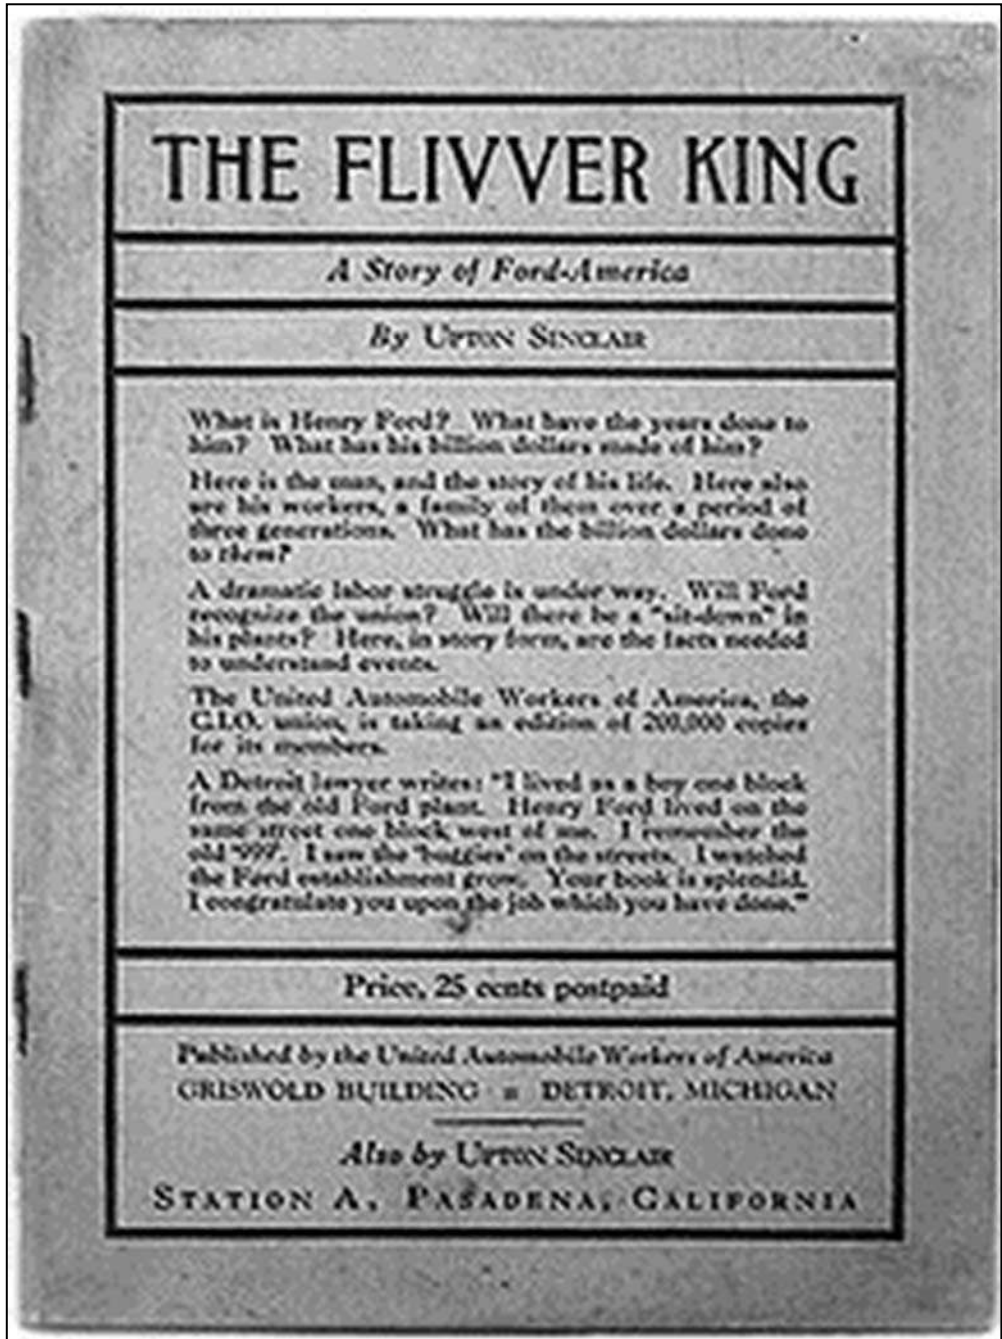 THE FLIVVER KING
A Story of Ford-America
By UPTON SINCLAIR
What is Henry Ford? What have the years done to
him? What has his billion dollars made of him?
Here is the man, and the story of his life. Here also
are his workers, a family of them over a period of
three generations. What has the billion dollars done
to them?
A dramatic labor struggle is under way. Will Ford
recognize the union? Will there be a "sit-down" in
his plants? Here, in story form, are the facts needed
to understand events.
The United Automobile Workers of America, the
C.I.O. union, is taking an edition of 200,000 copies
for its members.
A Detroit lawyer writes: "I lived as a boy one block
from the old Ford plant. Henry Ford lived on the
same street one block west of me. I remember the
old '999'. I saw the 'buggies' on the streets. I watched
the Ford establishment grow. Your book is splendid.
I congratulate you upon the job which you have done."
Price, 25 cents postpaid
Published by the United Automobile Workers of America
GRISWOLD BUILDING DETROIT, MICHIGAN
Also by UPTON SINCLAIR
STATION A, PASADENA, CALIFORNIA